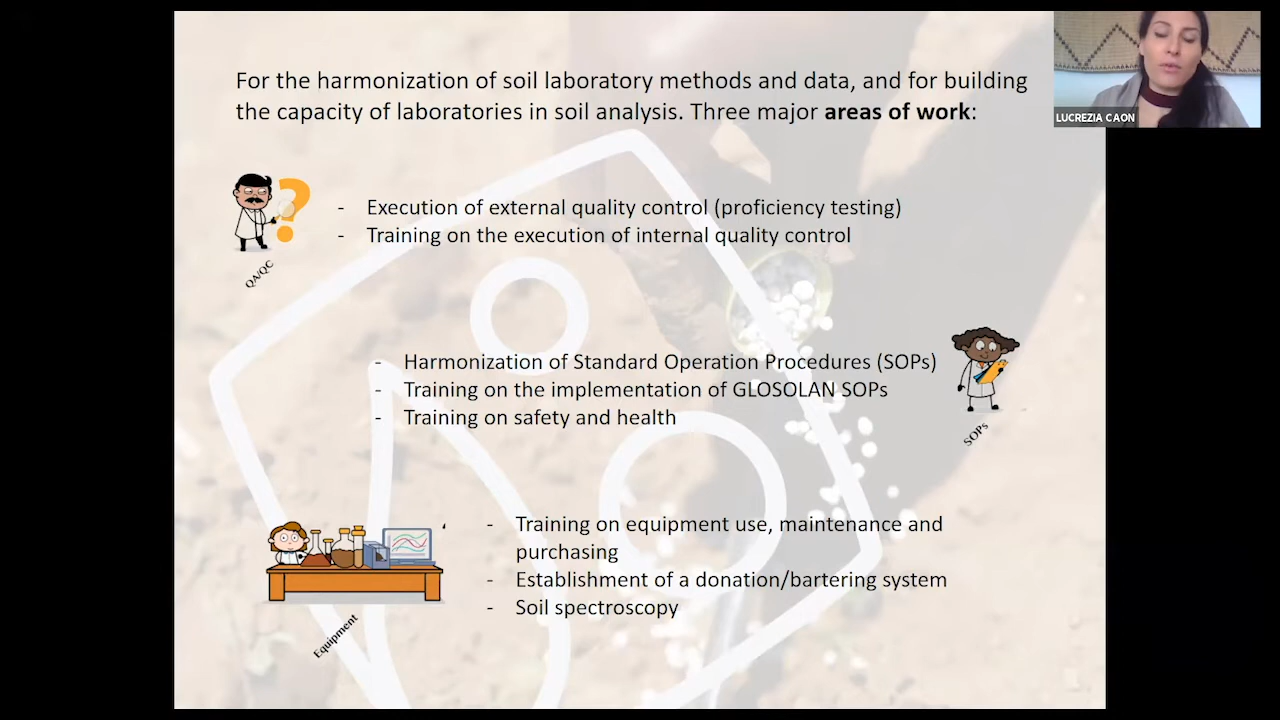 For the harmonization of soil laboratory methods and data, and for building
the capacity of laboratories in soil analysis. Three major areas of work:
LUCREZIA CAON
- Execution of external quality control (proficiency testing)
- Training on the execution of internal quality control
QA/QC
- Harmonization of Standard Operation Procedures (SOPs)
- Training on the implementation of GLOSOLAN SOPs
- Training on safety and health
SOPs
- Training on equipment use, maintenance and
purchasing
- Establishment of a donation/bartering system
- Soil spectroscopy
Equipment